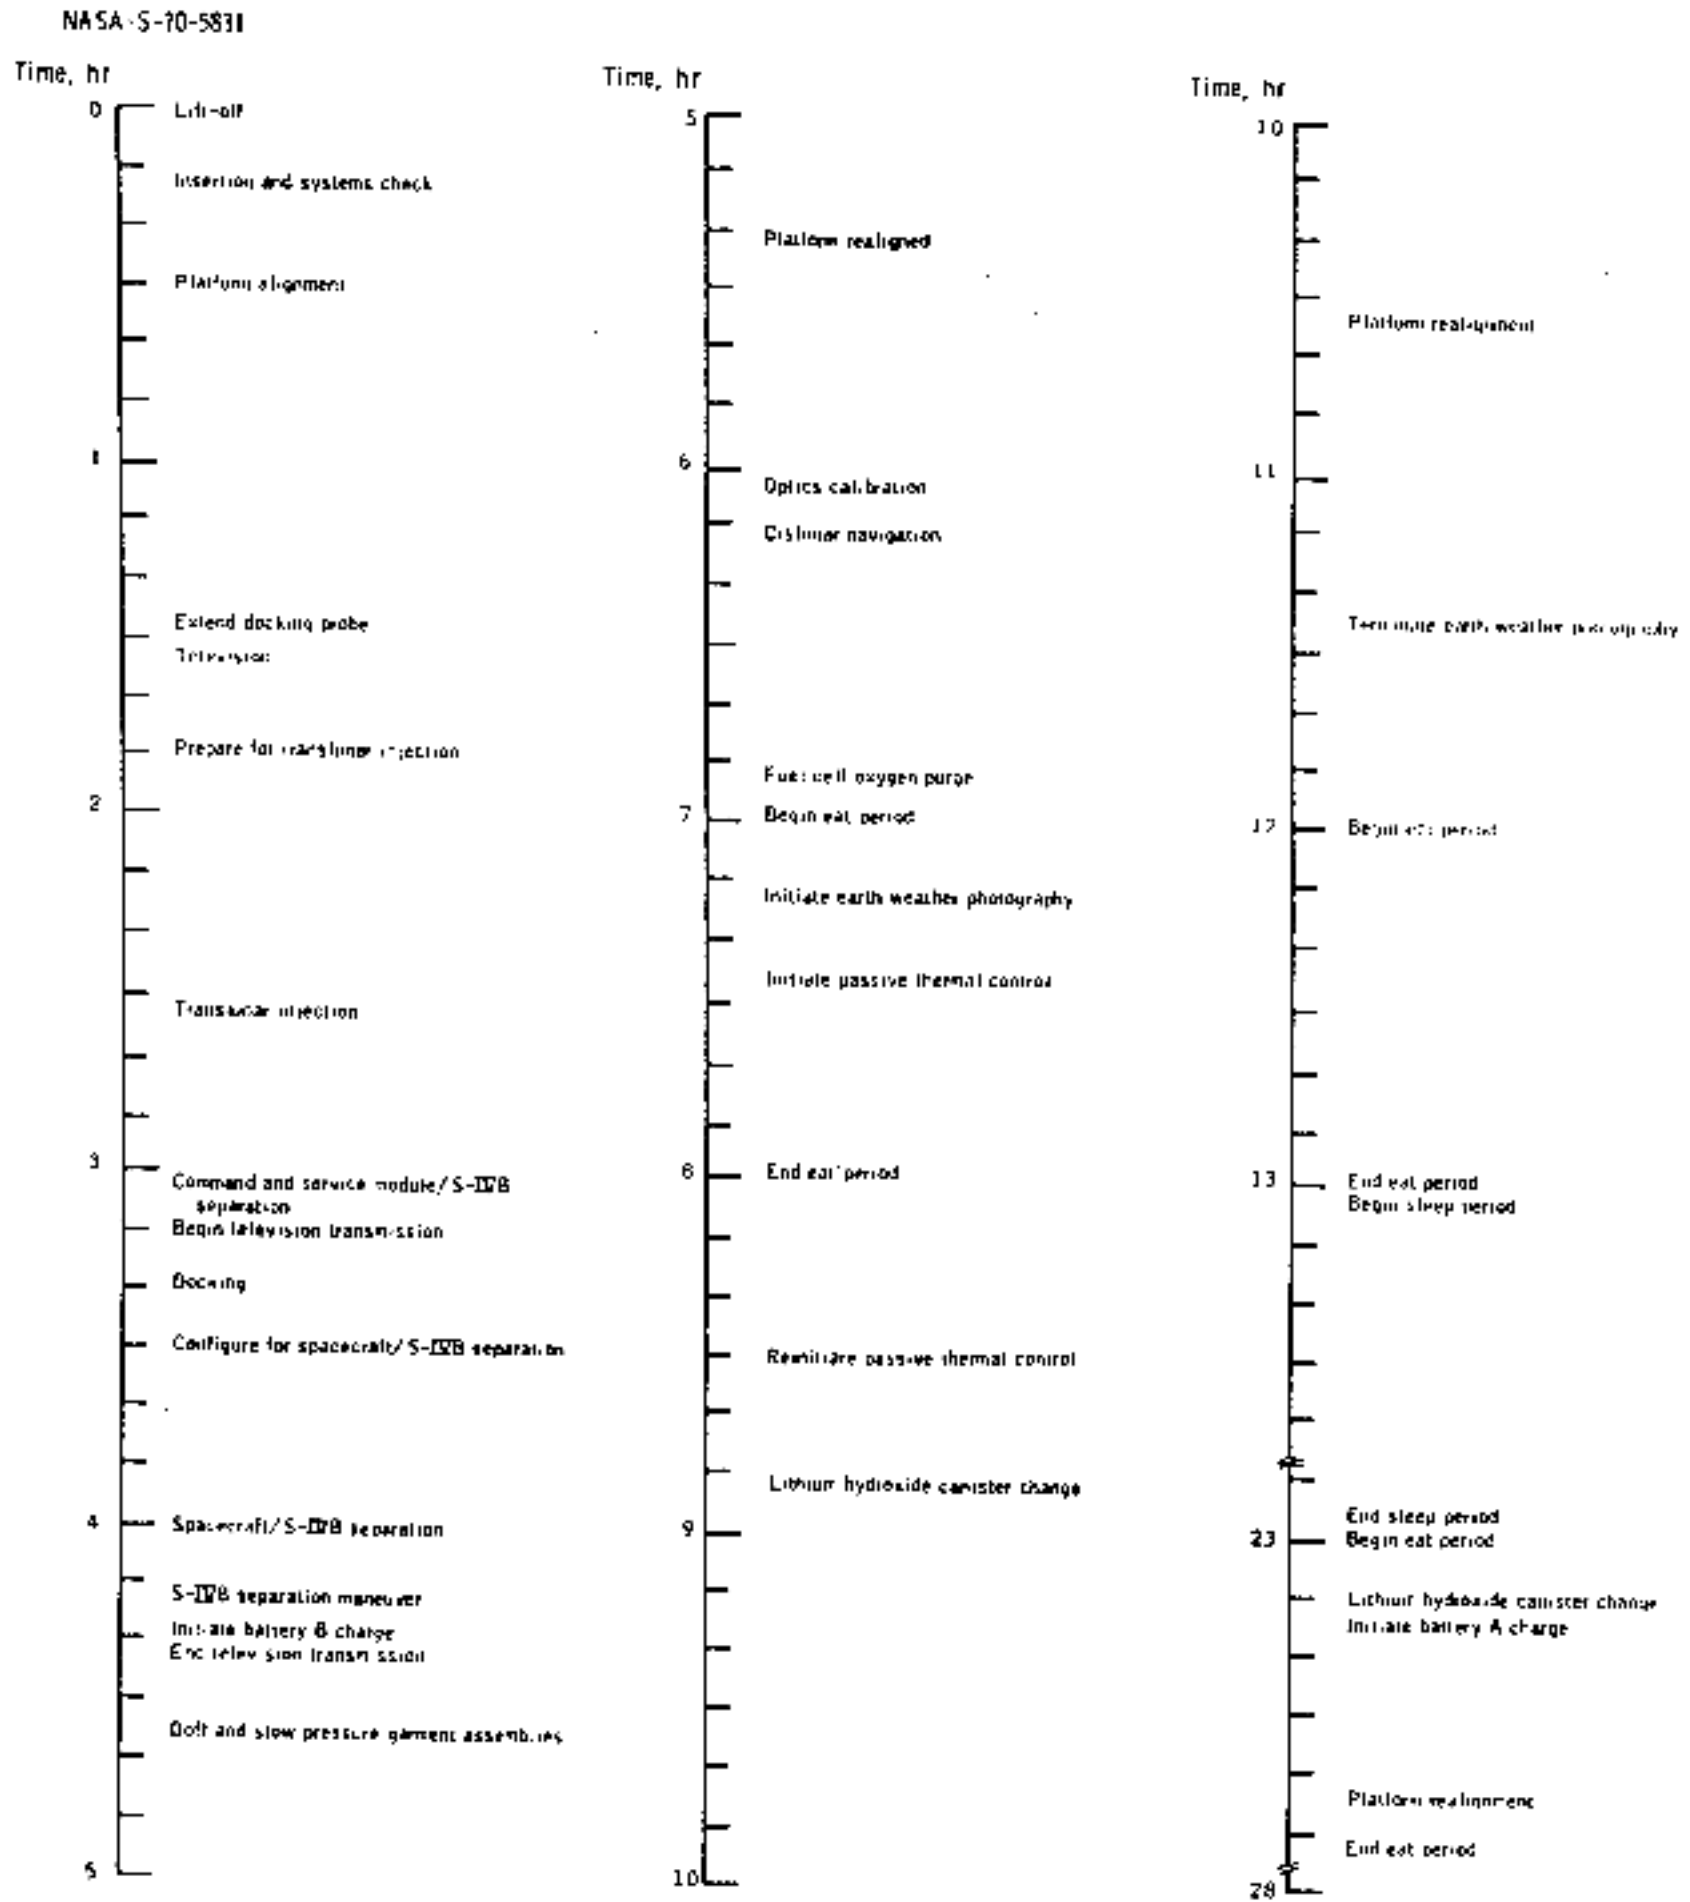 NASA-S-70-5831
Time, hr
0 Lift-off
Insertion and systems check
Platform alignment
1
Extend docking probe
Television
Prepare for translunar injection
2
Translunar injection
3
Command and service module/S-IVB
separation
Begin television transmission
Docking
Configure for spacecraft/S-IVB separation
4 Spacecraft/S-IVB separation
S-IVB separation maneuver
Initiate battery B charge
End television transmission
Doff and stow pressure garment assemblies
5
Time, hr
5
Platform realigned
6
Optics calibration
Cislunar navigation
Fuel cell oxygen purge
7 Begin eat period
Initiate earth weather photography
Initiate passive thermal control
8 End eat period
Reinitiate passive thermal control
Lithium hydroxide canister change
9
10
Time, hr
10
Platform realignment
11
Terminate earth weather photography
12 Begin eat period
13 End eat period
Begin sleep period
End sleep period
23 Begin eat period
Lithium hydroxide canister change
Initiate battery A charge
Platform realignment
End eat period
28